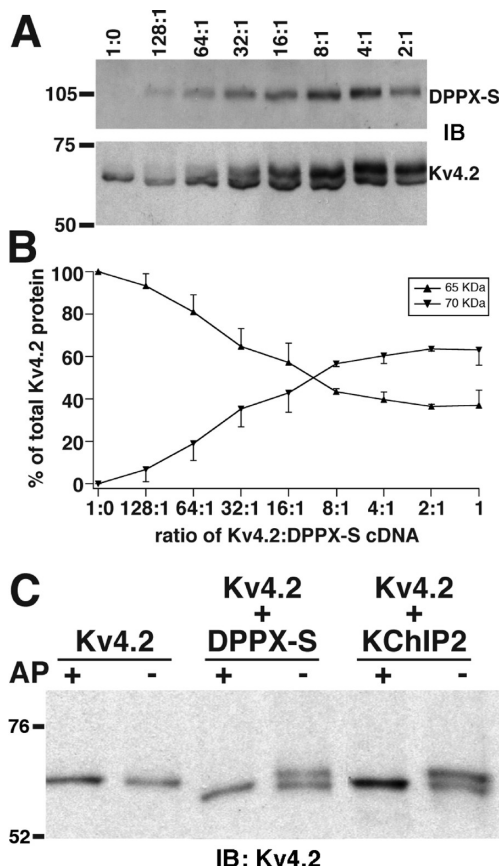 A
1:0 128:1 64:1 32:1 16:1 8:1 4:1 2:1
105
DPPX-S
IB
75
Kv4.2
50
B
% of total Kv4.2 protein
100
80
60
40
20
0
65 KDa
70 KDa
1:0 128:1 64:1 32:1 16:1 8:1 4:1 2:1 1
ratio of Kv4.2:DPPX-S cDNA
C
Kv4.2
Kv4.2
+
DPPX-S
Kv4.2
+
KChIP2
AP + - + - + -
76
52
IB: Kv4.2